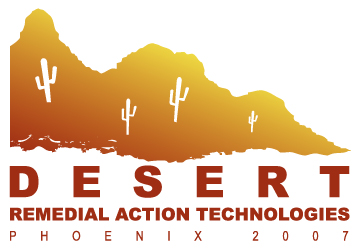 DESERT
REMEDIAL ACTION TECHNOLOGIES
PHOENIX 2007